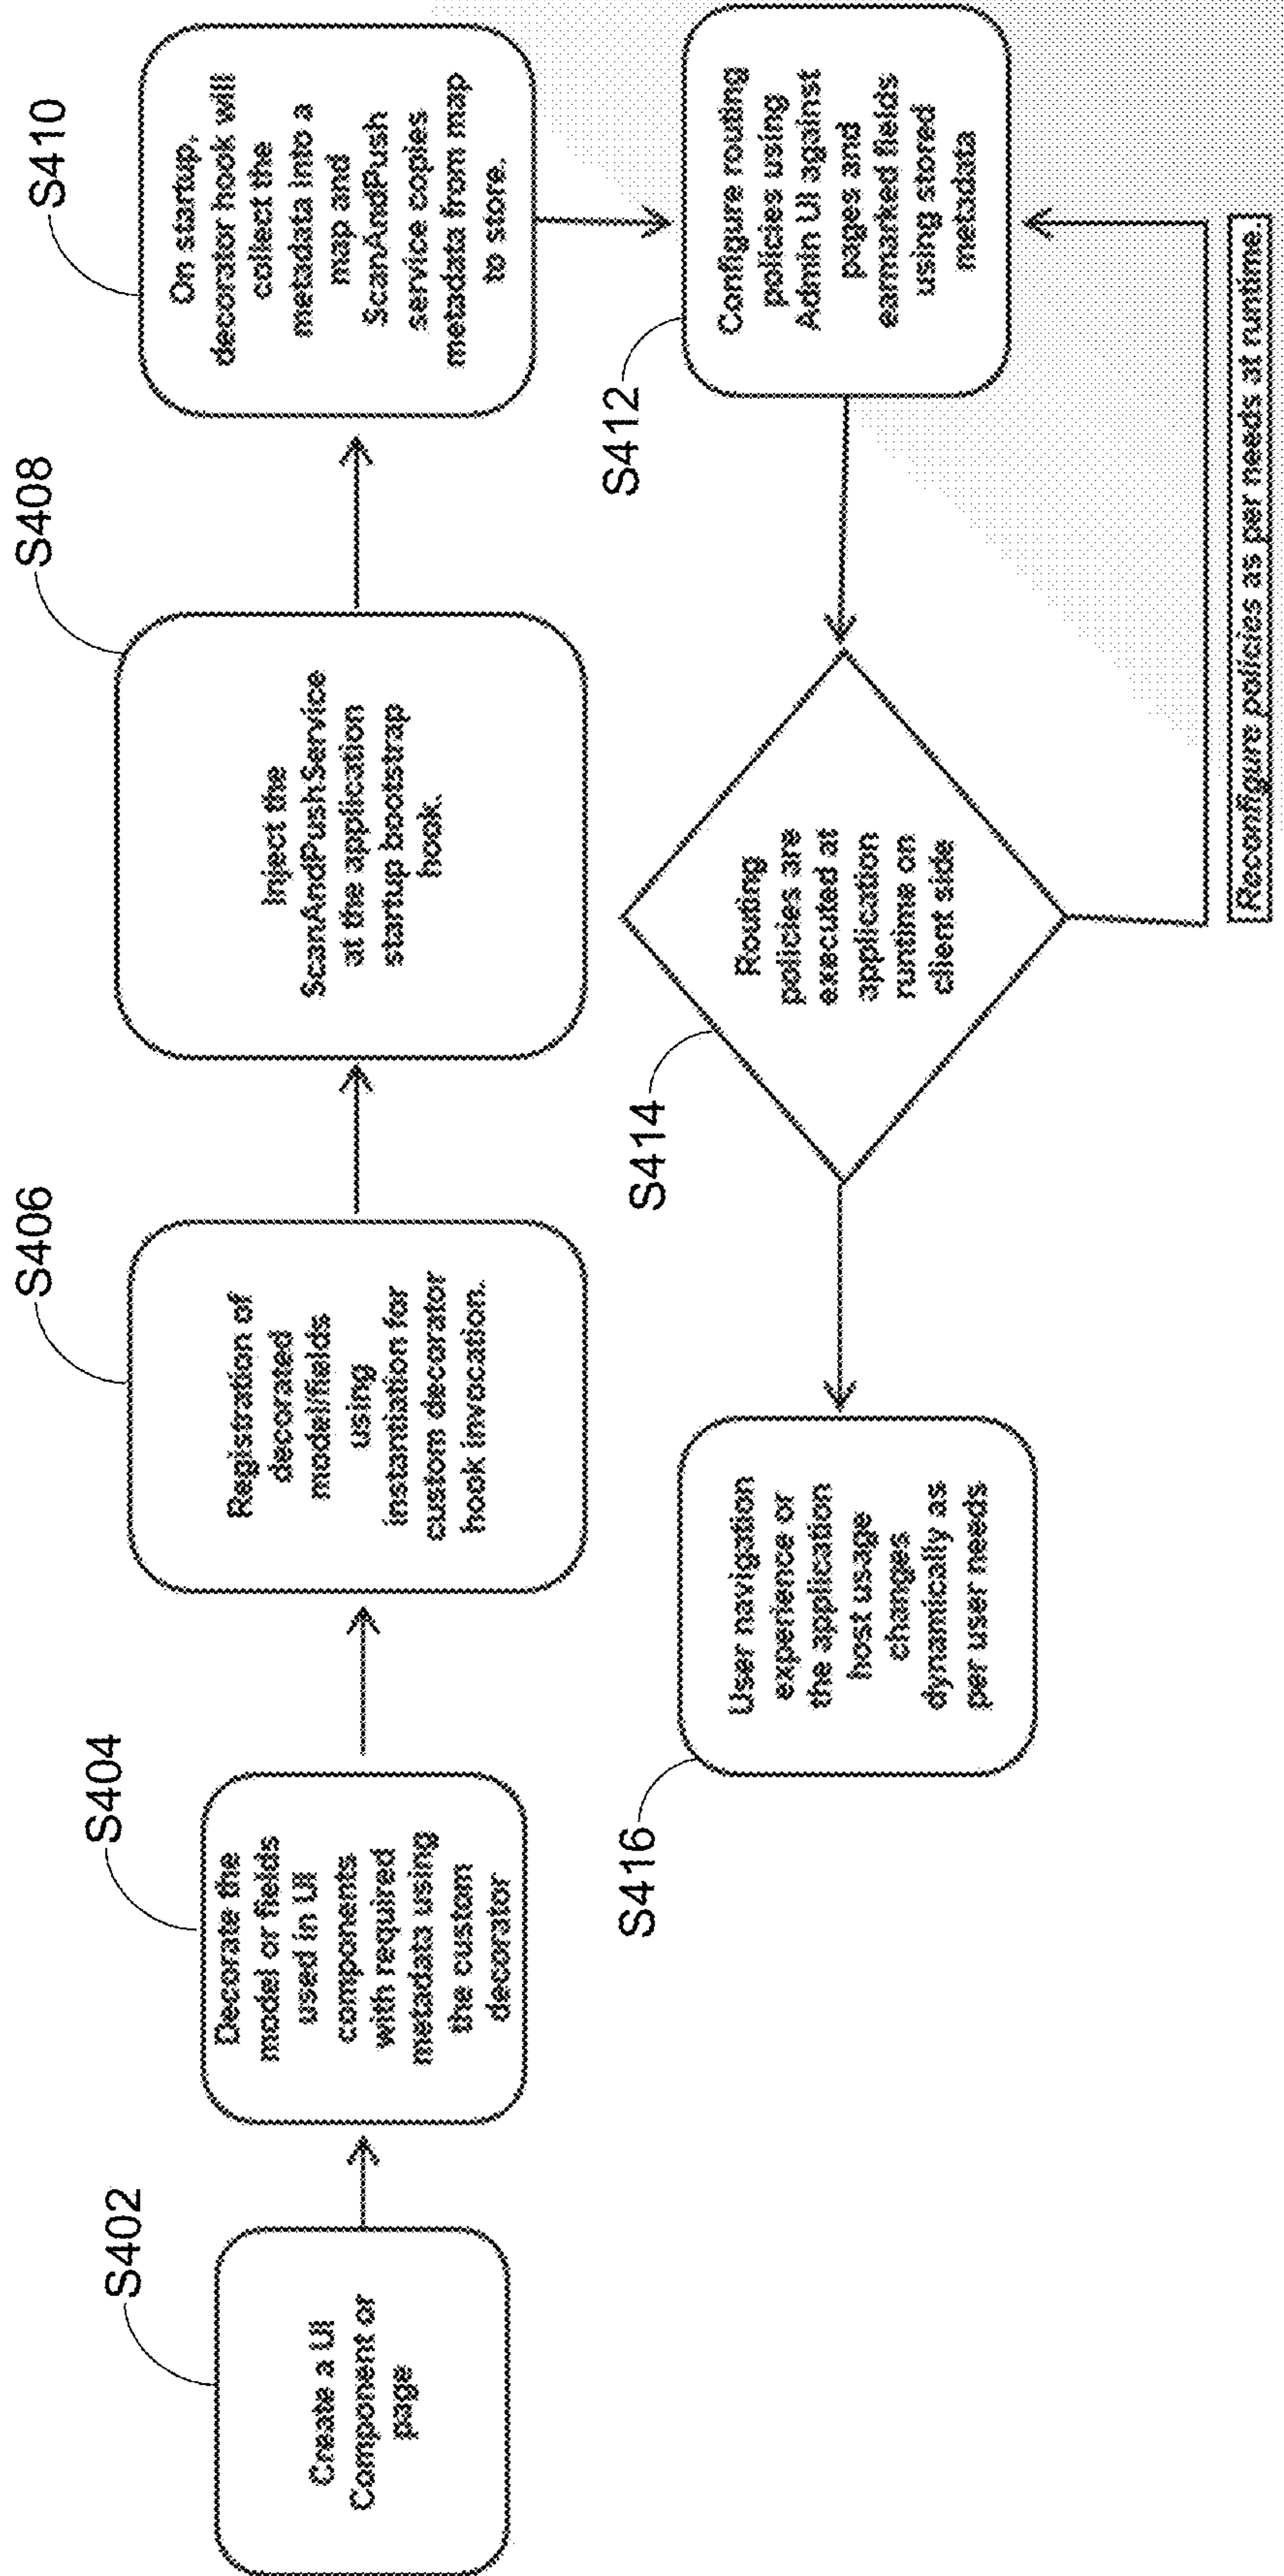 S402
Create a UI
Component or
page
S404
Decorate the
model or fields
used in UI
components
with required
metadata using
the custom
decorator
S406
Registration of
decorated
model/fields
using
instantiation for
custom decorator
hook invocation.
S408
Inject the
ScanAndPushService
at the application
startup bootstrap
hook.
S410
On startup,
decorator hook will
collect the
metadata into a
map and
ScanAndPush
service copies
metadata from map
to store.
S412
Configure routing
policies using
Admin UI against
pages and
earmarked fields
using stored
metadata
S414
Routing
policies are
executed at
application
runtime on
client side
S416
User navigation
experience or
the application
host usage
changes
dynamically as
per user needs
Reconfigure policies as per needs at runtime.